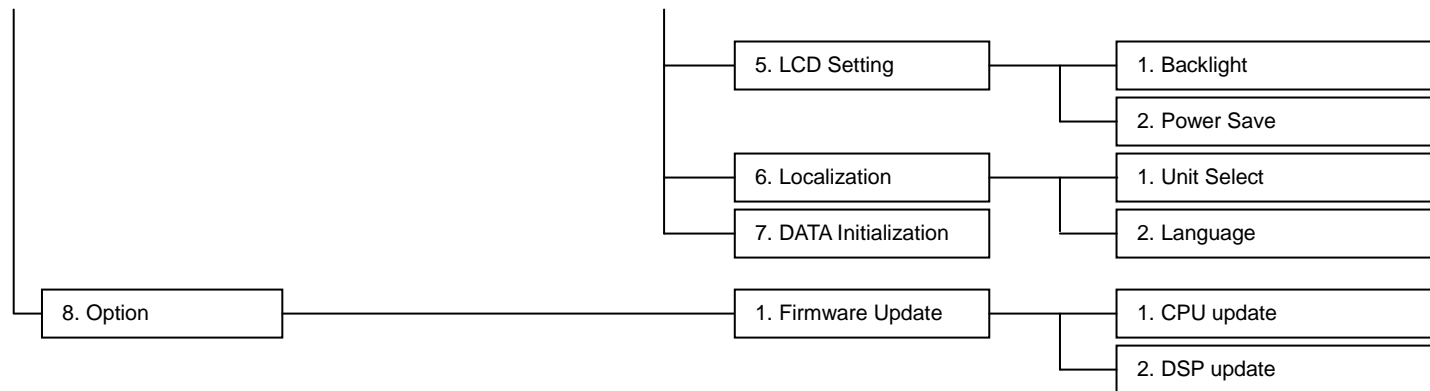 5. LCD Setting
1. Backlight
2. Power Save
6. Localization
1. Unit Select
7. DATA Initialization
2. Language
8. Option
1. Firmware Update
1. CPU update
2. DSP update